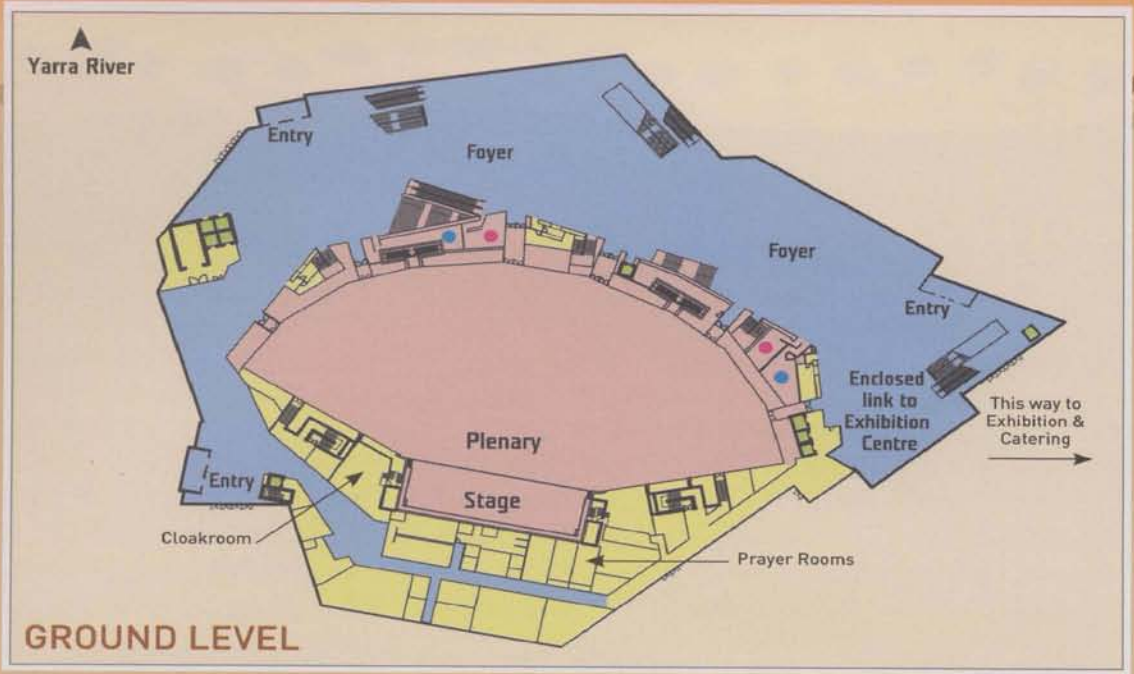 Yarra River
Entry
Foyer
Foyer
Entry
Enclosed
link to
Exhibition
Centre
This way to
Exhibition &
Catering
Plenary
Stage
Entry
Cloakroom
Prayer Rooms
GROUND LEVEL